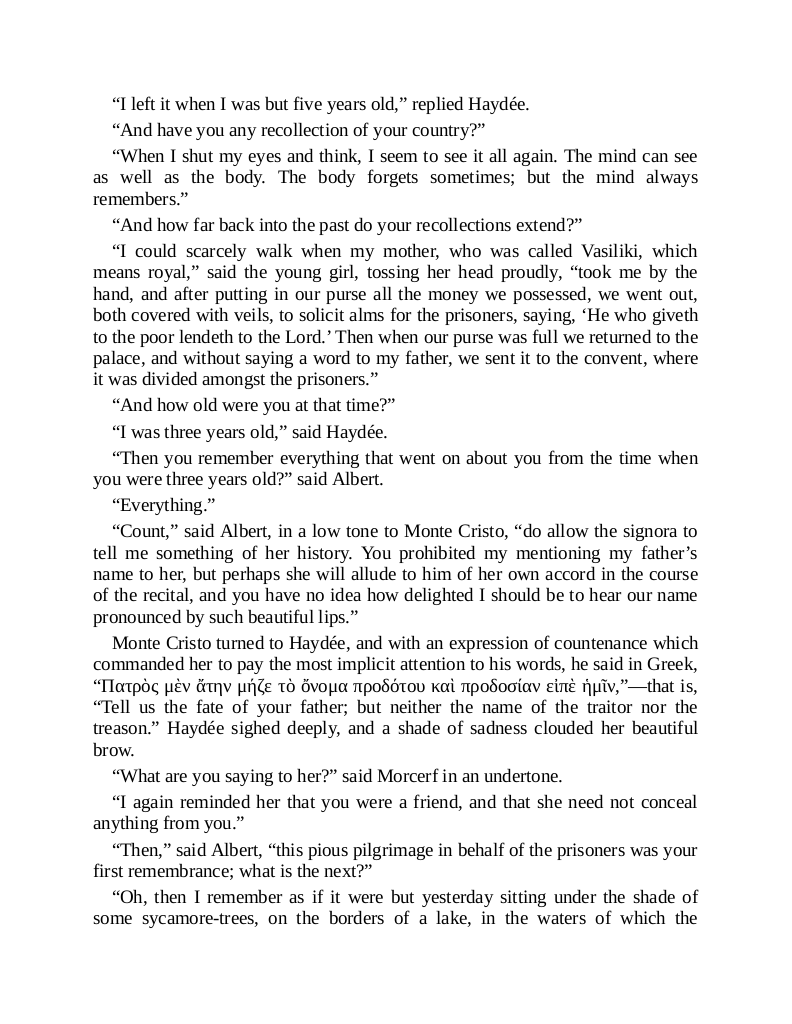 “I left it when I was but five years old,” replied Haydée.
“And have you any recollection of your country?”
“When I shut my eyes and think, I seem to see it all again. The mind can see
as well as the body. The body forgets sometimes; but the mind always
remembers.”
“And how far back into the past do your recollections extend?”
“I could scarcely walk when my mother, who was called Vasiliki, which
means royal,” said the young girl, tossing her head proudly, “took me by the
hand, and after putting in our purse all the money we possessed, we went out,
both covered with veils, to solicit alms for the prisoners, saying, ‘He who giveth
to the poor lendeth to the Lord.’ Then when our purse was full we returned to the
palace, and without saying a word to my father, we sent it to the convent, where
it was divided amongst the prisoners.”
“And how old were you at that time?”
“I was three years old,” said Haydée.
“Then you remember everything that went on about you from the time when
you were three years old?” said Albert.
“Everything.”
“Count,” said Albert, in a low tone to Monte Cristo, “do allow the signora to
tell me something of her history. You prohibited my mentioning my father’s
name to her, but perhaps she will allude to him of her own accord in the course
of the recital, and you have no idea how delighted I should be to hear our name
pronounced by such beautiful lips.”
Monte Cristo turned to Haydée, and with an expression of countenance which
commanded her to pay the most implicit attention to his words, he said in Greek,
“Πατρὸς μὲν ἄτην μήζε τὸ ὄνομα προδότου καὶ προδοσίαν εἰπὲ ἡμῖν,”—that is,
“Tell us the fate of your father; but neither the name of the traitor nor the
treason.” Haydée sighed deeply, and a shade of sadness clouded her beautiful
brow.
“What are you saying to her?” said Morcerf in an undertone.
“I again reminded her that you were a friend, and that she need not conceal
anything from you.”
“Then,” said Albert, “this pious pilgrimage in behalf of the prisoners was your
first remembrance; what is the next?”
“Oh, then I remember as if it were but yesterday sitting under the shade of
some sycamore-trees, on the borders of a lake, in the waters of which the